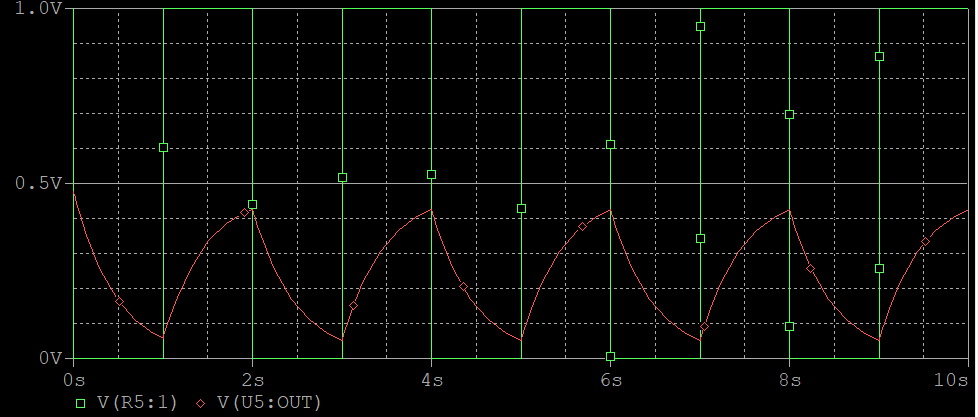 1.0V
0.5V
0V
0s 2s 4s 6s 8s 10s
V(R5:1) V(U5:OUT)